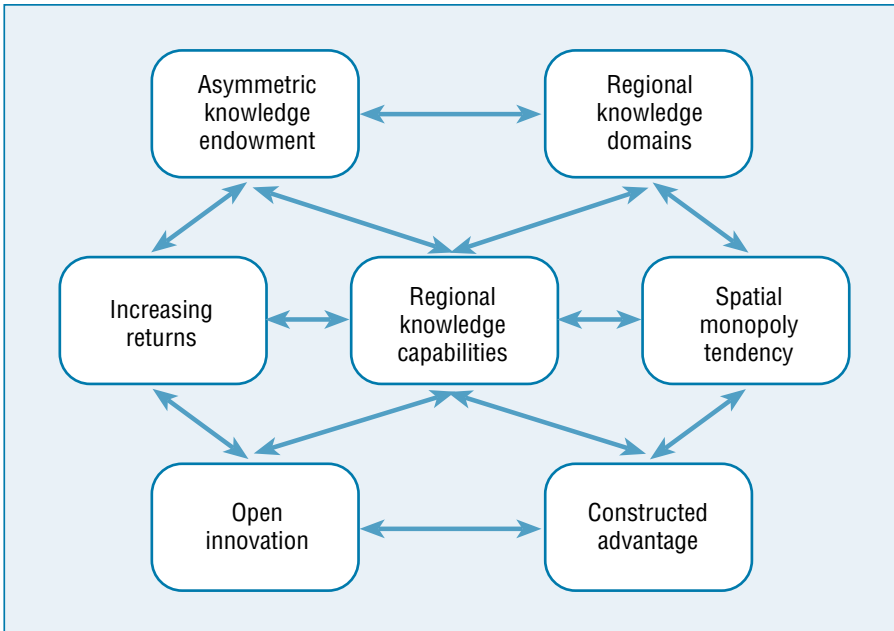 Asymmetric
knowledge
endowment
Regional
knowledge
domains
Increasing
returns
Regional
knowledge
capabilities
Spatial
monopoly
tendency
Open
innovation
Constructed
advantage